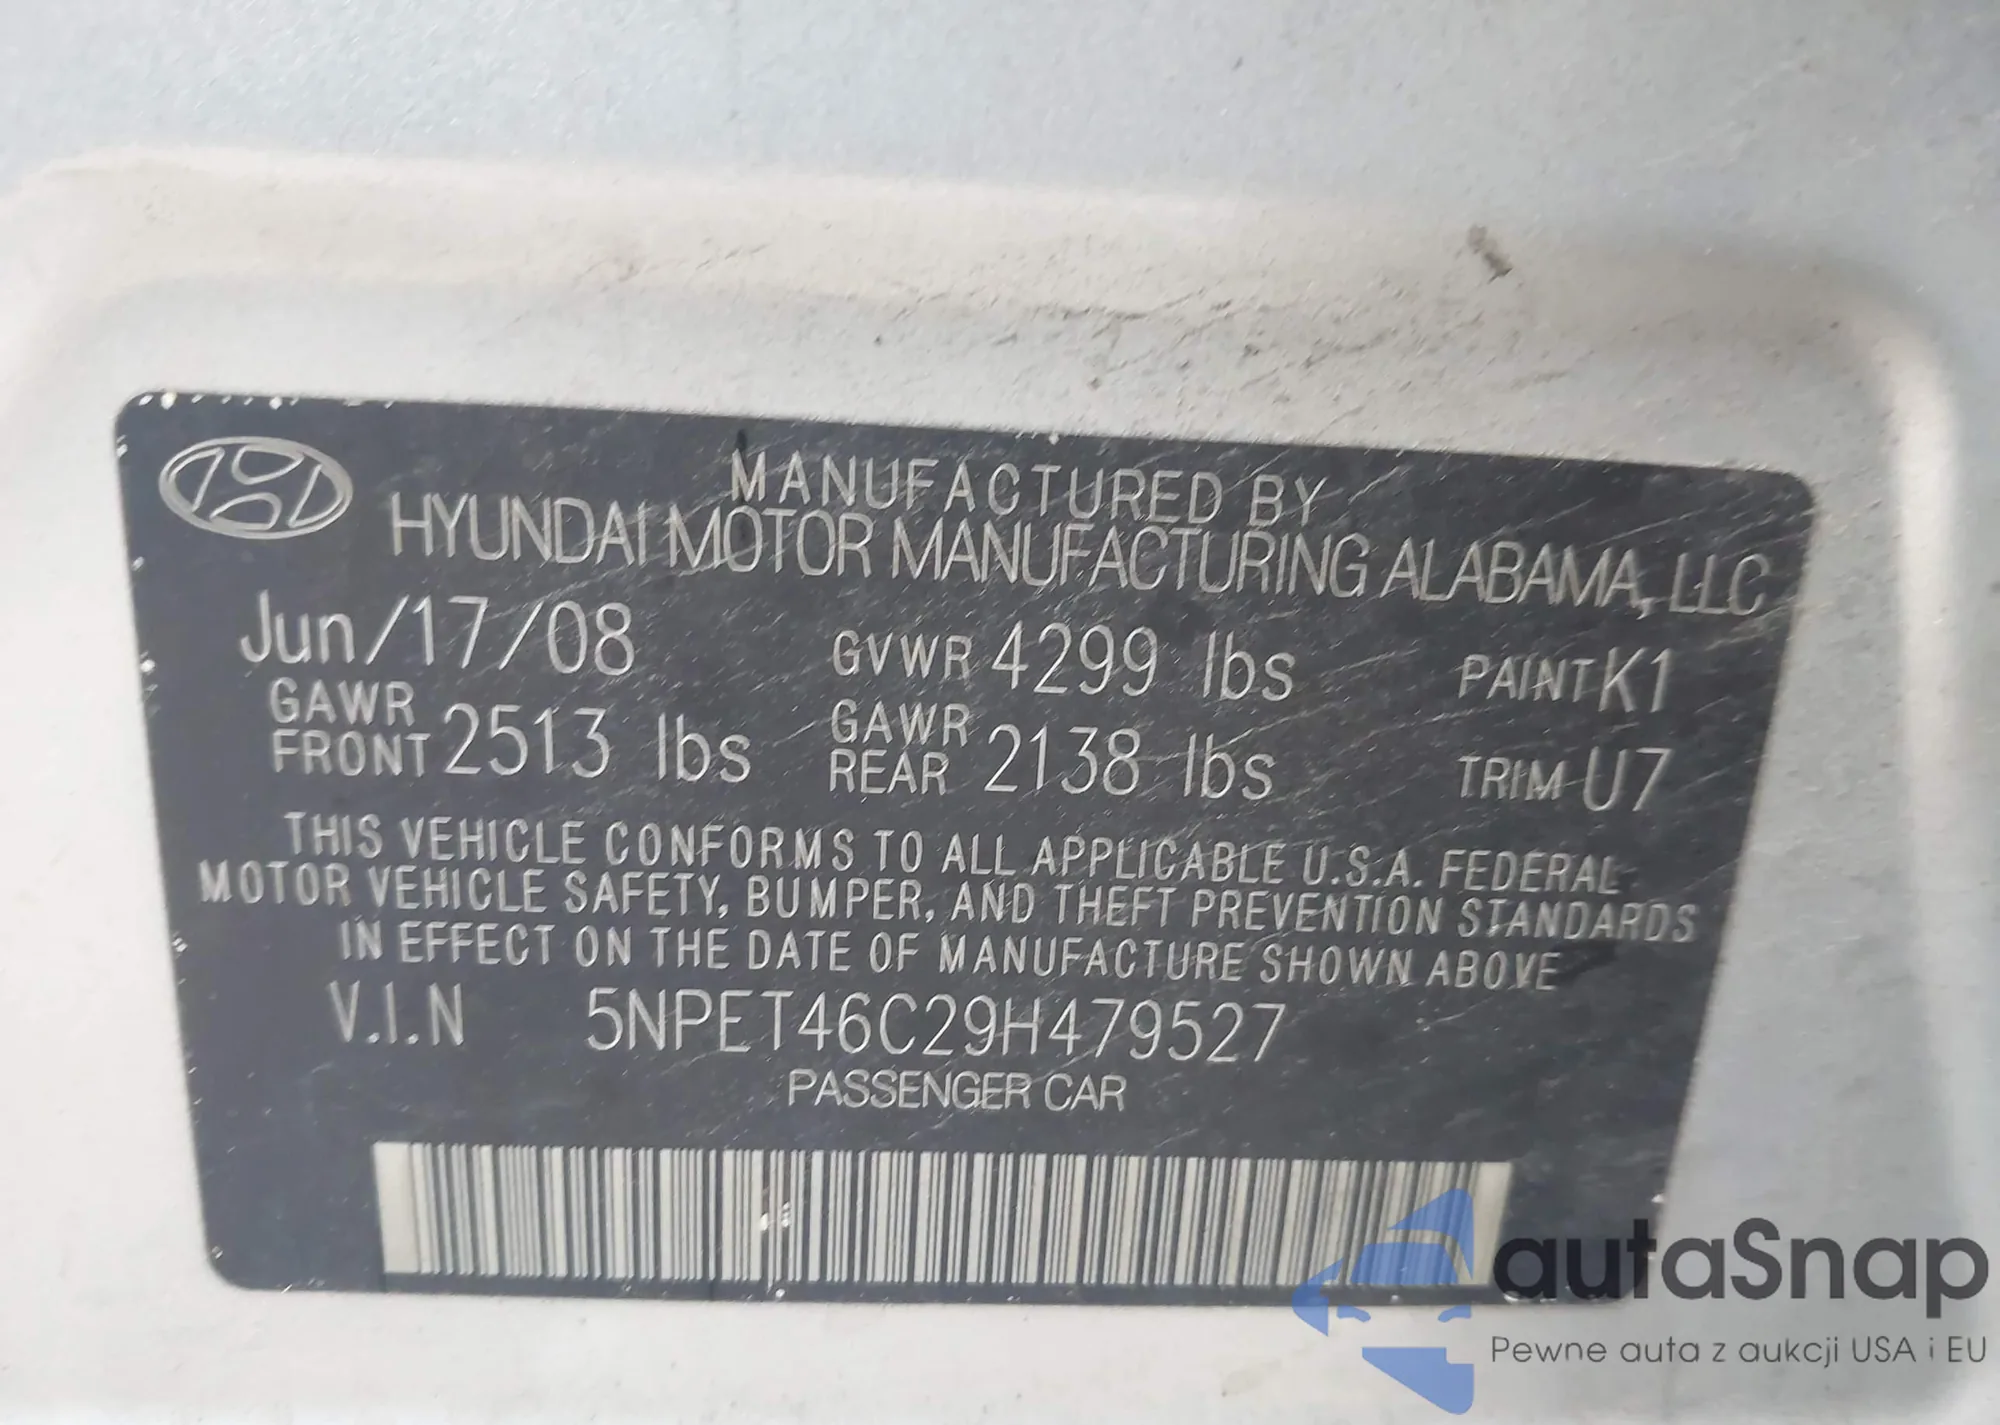 MANUFACTURED BY
HYUNDAI MOTOR MANUFACTURING ALABAMA, LLC
Jun/17/08 GVWR 4299 lbs PAINT K1
GAWR FRONT 2513 lbs GAWR REAR 2138 lbs TRIM U7
THIS VEHICLE CONFORMS TO ALL APPLICABLE U.S.A. FEDERAL
MOTOR VEHICLE SAFETY, BUMPER, AND THEFT PREVENTION STANDARDS
IN EFFECT ON THE DATE OF MANUFACTURE SHOWN ABOVE
V.I.N 5NPET46C29H479527
PASSENGER CAR
autaSnap
Pewne auta z aukcji USA i EU